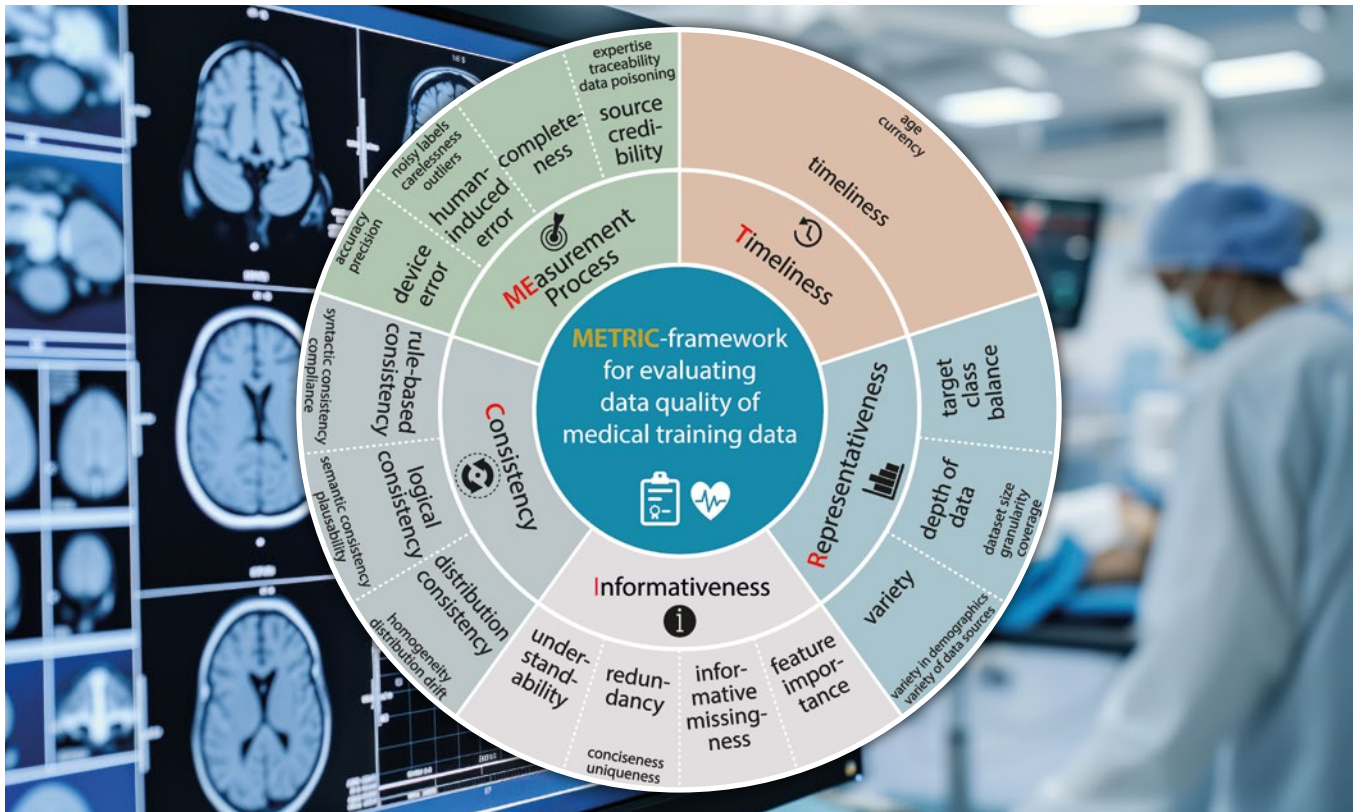 METRIC-framework
for evaluating
data quality of
medical training data
MEasurement
Process
device
error
accuracy
precision
human-
induced
error
noisy labels
carelessness
outliers
complete-
ness
source
credi-
bility
expertise
traceability
data poisoning
Timeliness
timeliness
age
currency
Representativeness
target
class
balance
depth of
data
dataset size
granularity
coverage
variety
variety in demographics
variety of data sources
Informativeness
i
feature
impor-
tance
infor-
mative
missing-
ness
redun-
dancy
conciseness
uniqueness
under-
stand-
ability
Consistency
distribution
consistency
homogeneity
distribution drift
logical
consistency
semantic consistency
plausability
rule-based
consistency
syntactic consistency
compliance